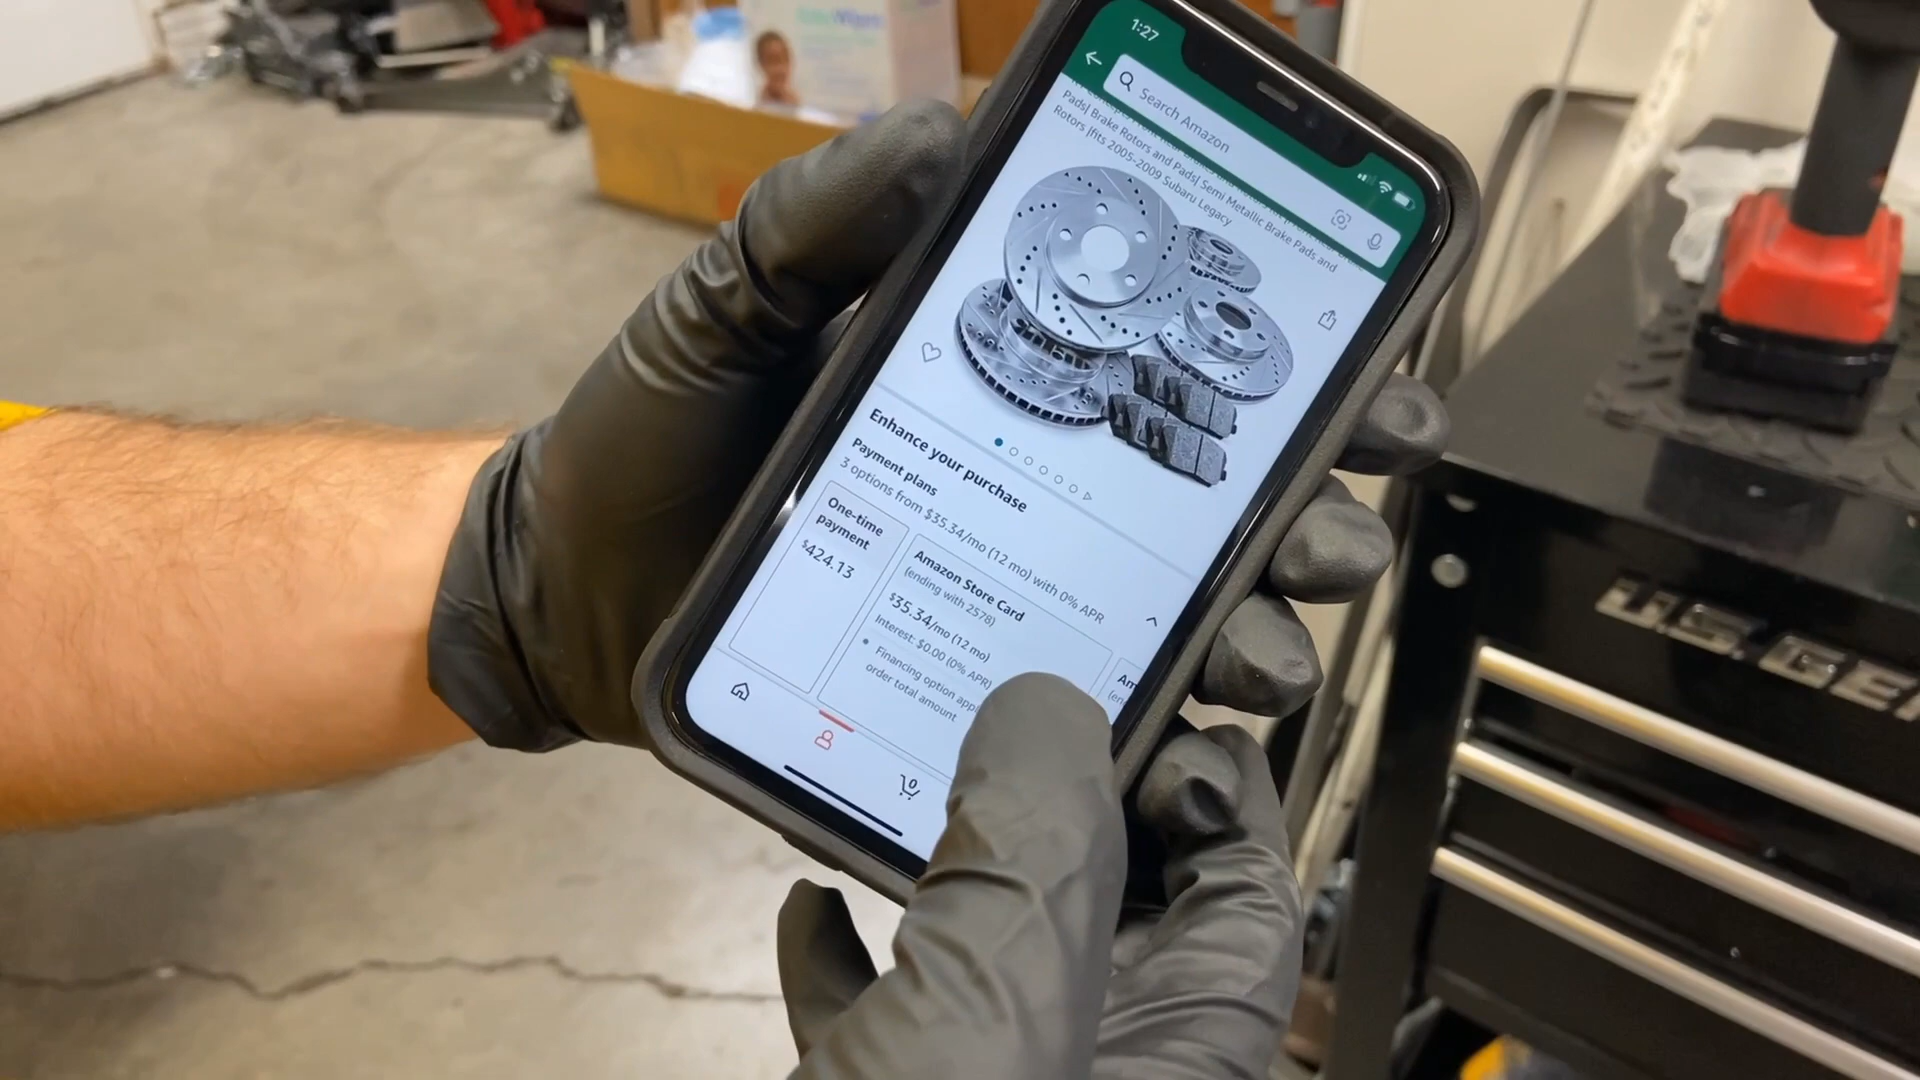 1:27
Search Amazon
Pads| Brake Rotors and Pads| Semi Metallic Brake Pads and
Rotors |fits 2005-2009 Subaru Legacy
Enhance your purchase
Payment plans
3 options from $35.34/mo (12 mo) with 0% APR
One-time
payment
$424.13
Amazon Store Card
(ending with 2578)
$35.34/mo (12 mo)
Interest: $0.00 (0% APR)
Financing option
order total amount
0
U.S.GE